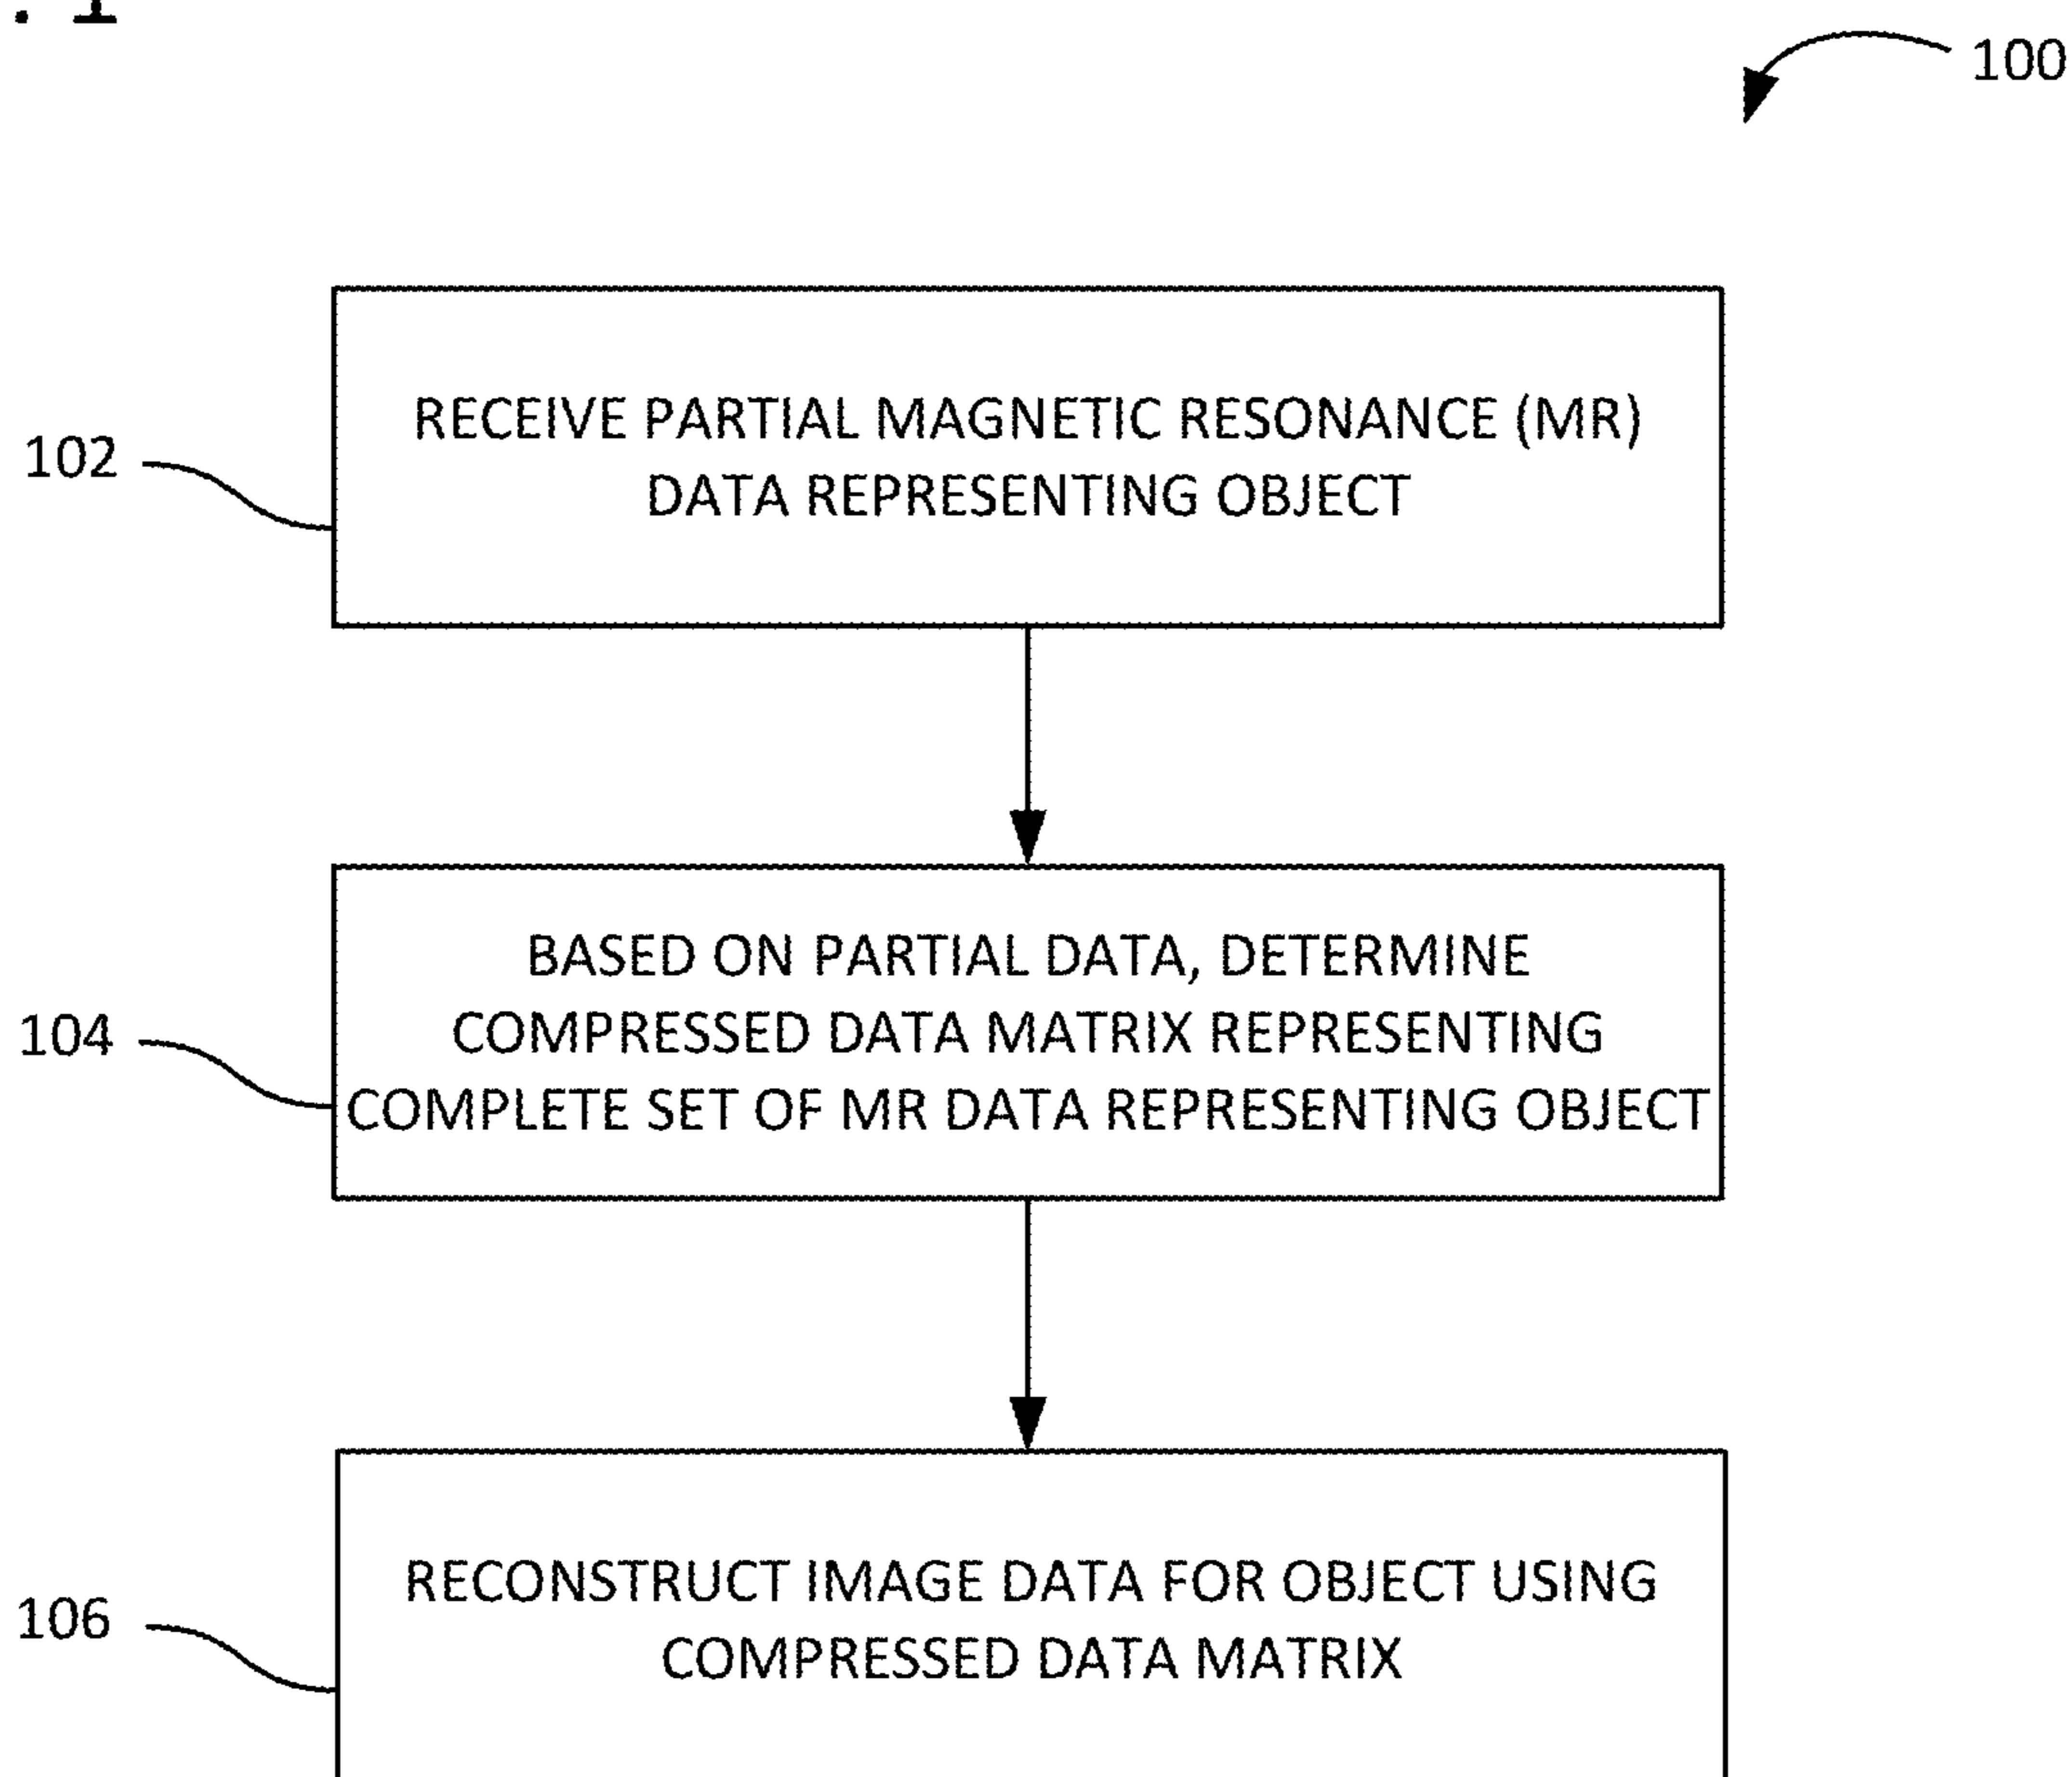 . 1
100
RECEIVE PARTIAL MAGNETIC RESONANCE (MR)
DATA REPRESENTING OBJECT
102
BASED ON PARTIAL DATA, DETERMINE
COMPRESSED DATA MATRIX REPRESENTING
COMPLETE SET OF MR DATA REPRESENTING OBJECT
104
RECONSTRUCT IMAGE DATA FOR OBJECT USING
COMPRESSED DATA MATRIX
106